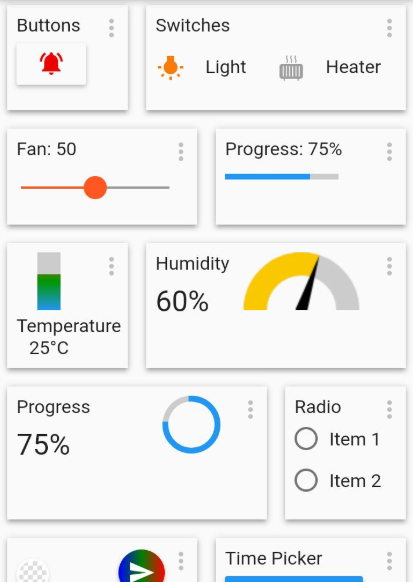 Buttons
Switches
Light
Heater
Fan: 50
Progress: 75%
Temperature
25°C
Humidity
60%
Progress
75%
Radio
Item 1
Item 2
Time Picker